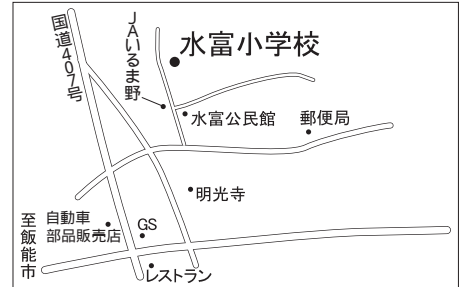 国道407号
JAいるま野
水富小学校
水富公民館
郵便局
明光寺
自動車
部品販売店
GS
至飯能市
レストラン